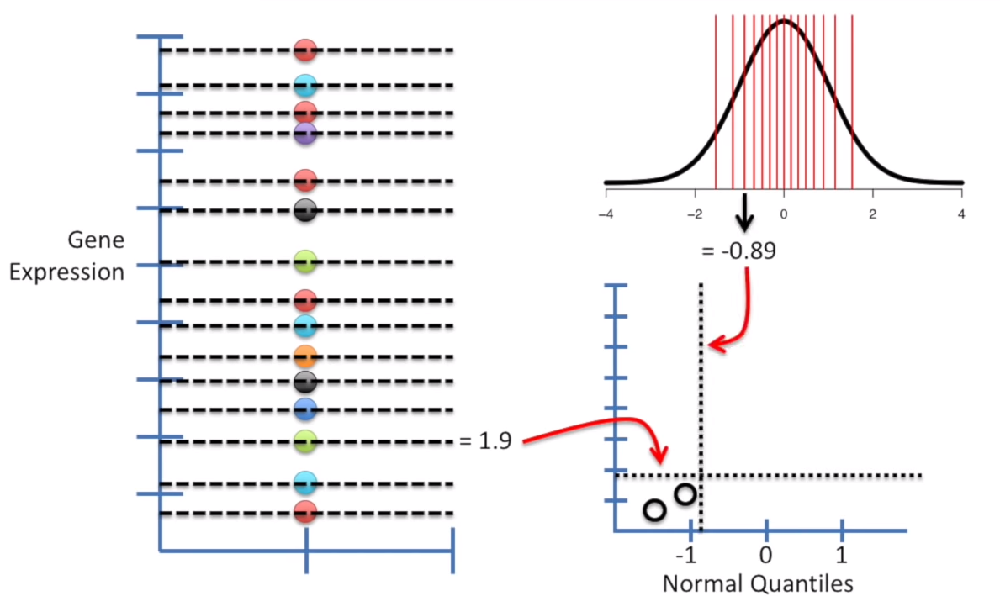 Gene
Expression
= 1.9
−4 −2 0 2 4
= -0.89
-1 0 1
Normal Quantiles